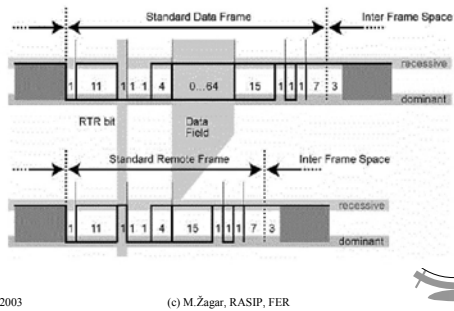 Standard Data Frame Inter Frame Space
recessive
1 11 1 1 1 4 0...64 15 1 1 1 7 3
dominant
RTR bit Data Field
Standard Remote Frame Inter Frame Space
recessive
1 11 1 1 1 4 15 1 1 1 7 3
dominant
2003 (c) M.Žagar, RASIP, FER